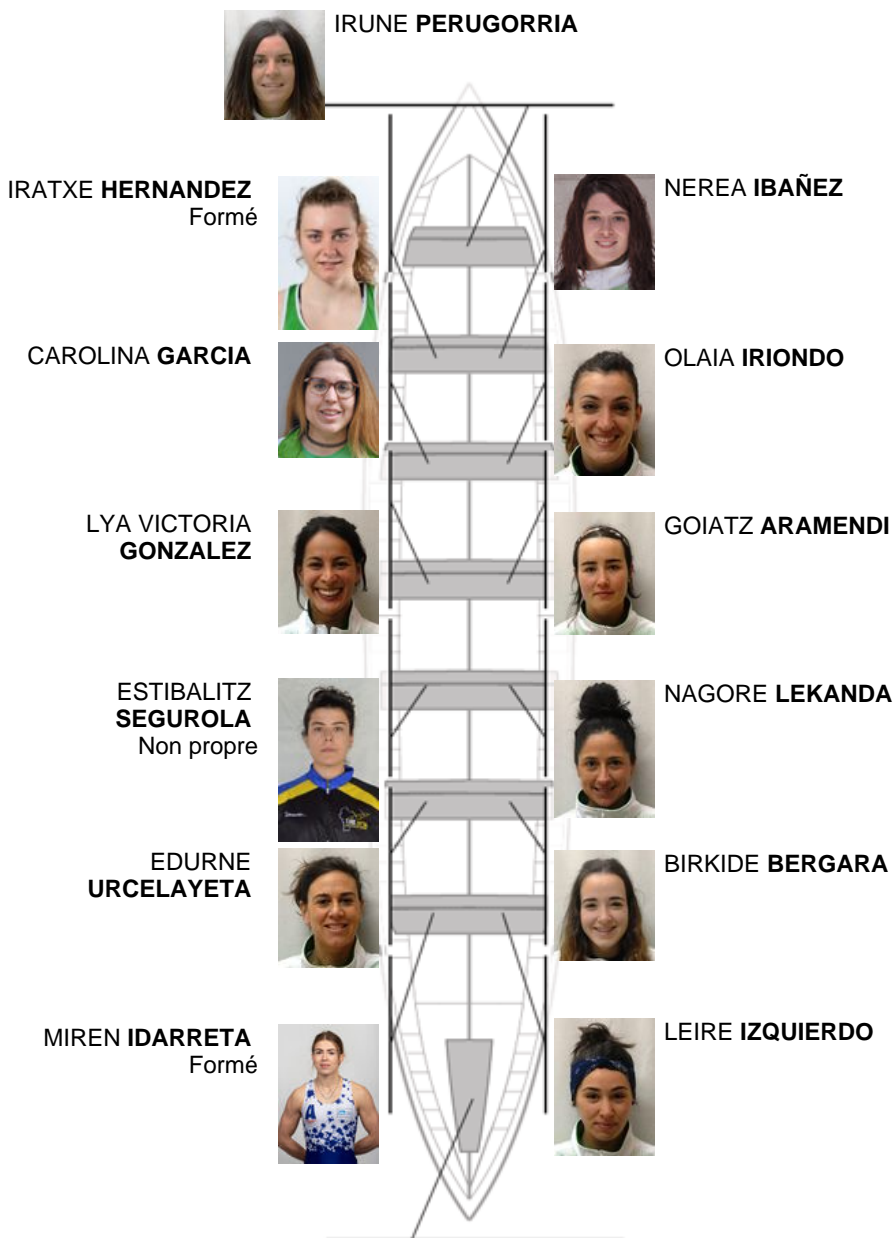 IRUNE PERUGORRIA
IRATXE HERNANDEZ
Formé
NEREA IBAÑEZ
CAROLINA GARCIA
OLAIA IRIONDO
LYA VICTORIA
GONZALEZ
GOIATZ ARAMENDI
ESTIBALITZ
SEGUROLA
Non propre
NAGORE LEKANDA
EDURNE
URCELAYETA
BIRKIDE BERGARA
MIREN IDARRETA
Formé
LEIRE IZQUIERDO